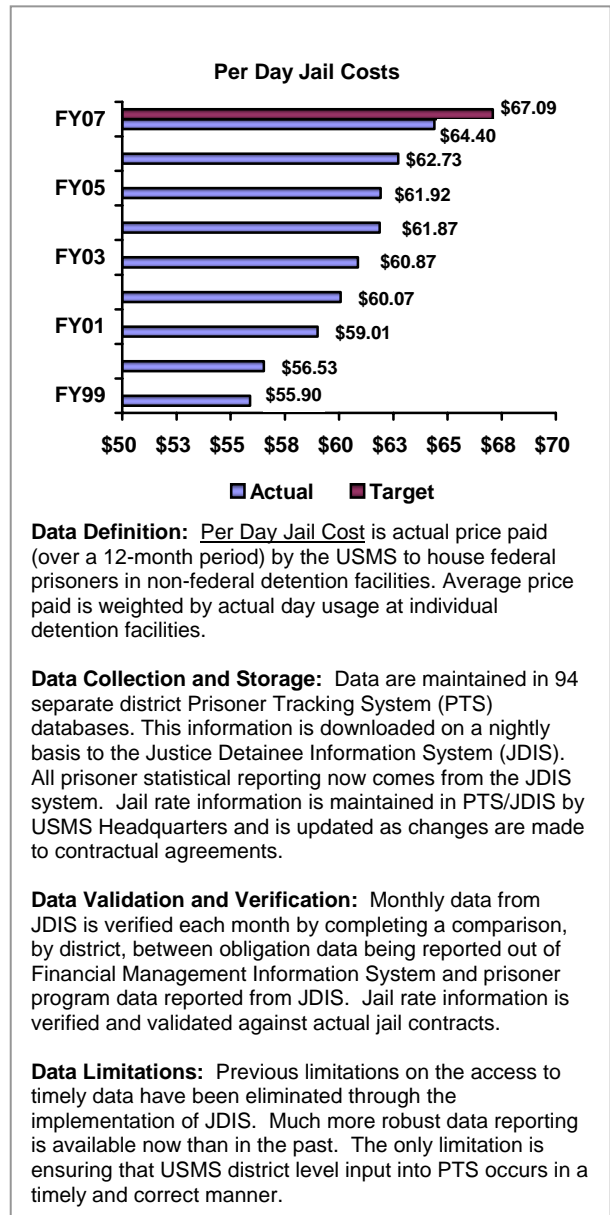 Per Day Jail Costs
FY07
$67.09
$64.40
$62.73
FY05
$61.92
$61.87
FY03
$60.87
$60.07
FY01
$59.01
$56.53
FY99
$55.90
$50 $53 $55 $58 $60 $63 $65 $68 $70
Actual Target
Data Definition: Per Day Jail Cost is actual price paid
(over a 12-month period) by the USMS to house federal
prisoners in non-federal detention facilities. Average price
paid is weighted by actual day usage at individual
detention facilities.
Data Collection and Storage: Data are maintained in 94
separate district Prisoner Tracking System (PTS)
databases. This information is downloaded on a nightly
basis to the Justice Detainee Information System (JDIS).
All prisoner statistical reporting now comes from the JDIS
system. Jail rate information is maintained in PTS/JDIS by
USMS Headquarters and is updated as changes are made
to contractual agreements.
Data Validation and Verification: Monthly data from
JDIS is verified each month by completing a comparison,
by district, between obligation data being reported out of
Financial Management Information System and prisoner
program data reported from JDIS. Jail rate information is
verified and validated against actual jail contracts.
Data Limitations: Previous limitations on the access to
timely data have been eliminated through the
implementation of JDIS. Much more robust data reporting
is available now than in the past. The only limitation is
ensuring that USMS district level input into PTS occurs in a
timely and correct manner.